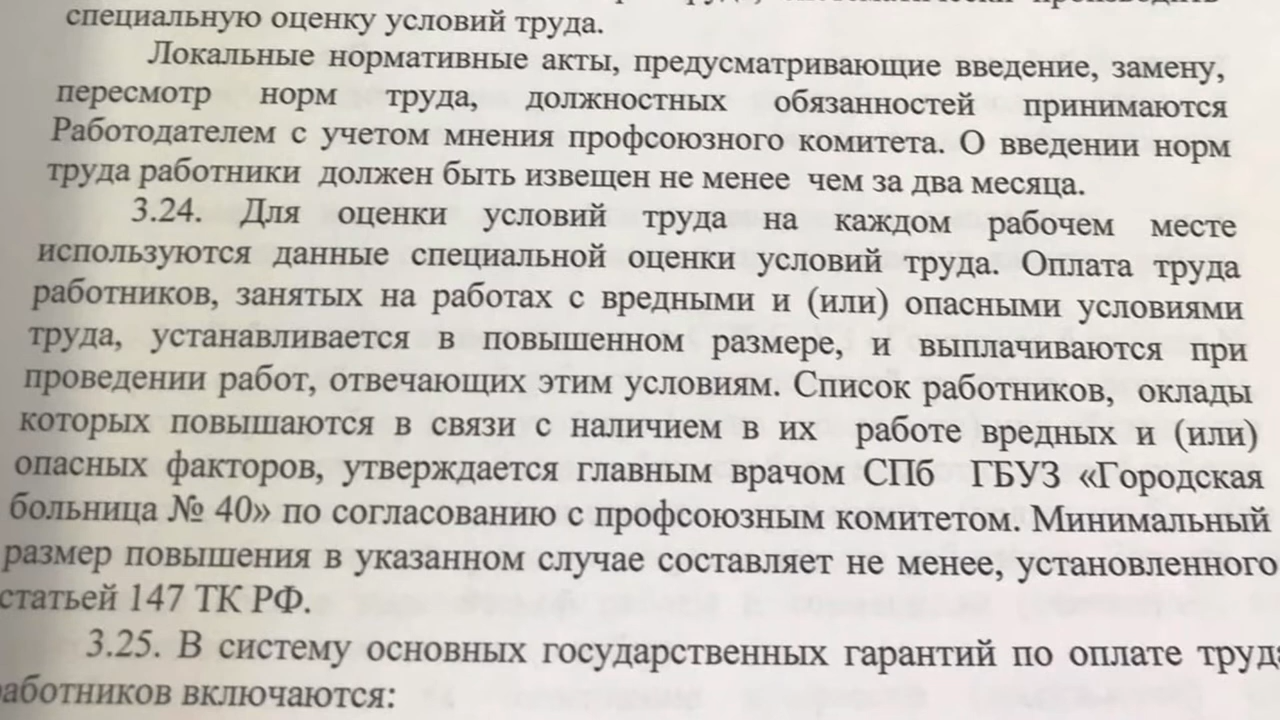 производить
специальную оценку условий труда.
Локальные нормативные акты, предусматривающие введение, замену,
пересмотр норм труда, должностных обязанностей принимаются
Работодателем с учетом мнения профсоюзного комитета. О введении норм
труда работники должен быть извещен не менее чем за два месяца.
3.24. Для оценки условий труда на каждом рабочем месте
используются данные специальной оценки условий труда. Оплата труда
работников, занятых на работах с вредными и (или) опасными условиями
труда, устанавливается в повышенном размере, и выплачиваются при
проведении работ, отвечающих этим условиям. Список работников, оклады
которых повышаются в связи с наличием в их работе вредных и (или)
опасных факторов, утверждается главным врачом СПб ГБУЗ «Городская
больница № 40» по согласованию с профсоюзным комитетом. Минимальный
размер повышения в указанном случае составляет не менее, установленного
статьей 147 ТК РФ.
3.25. В систему основных государственных гарантий по оплате труда
работников включаются: